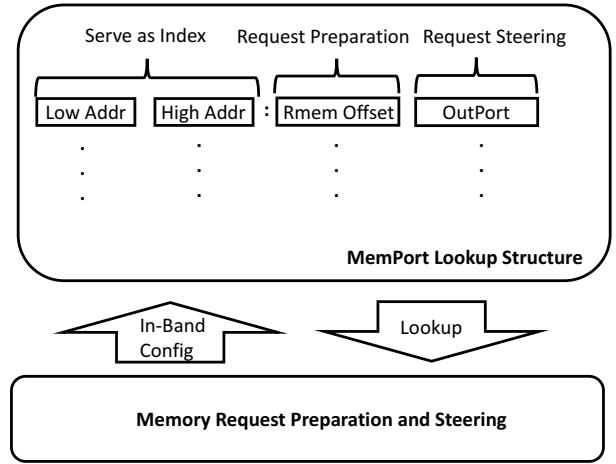 Serve as Index Request Preparation Request Steering
Low Addr High Addr : Rmem Offset OutPort
. . . .
. . . .
. . . .
MemPort Lookup Structure
In-Band Lookup
Config
Memory Request Preparation and Steering